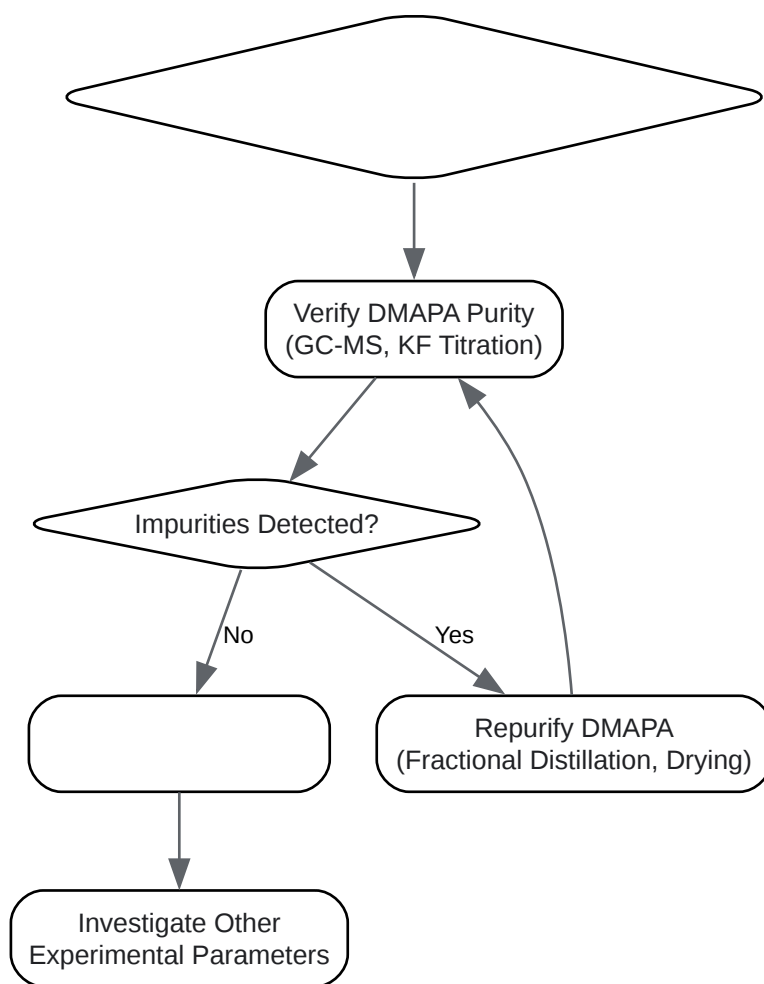 Verify DMAPA Purity
(GC-MS, KF Titration)
Impurities Detected?
No
Yes
Repurify DMAPA
(Fractional Distillation, Drying)
Investigate Other
Experimental Parameters